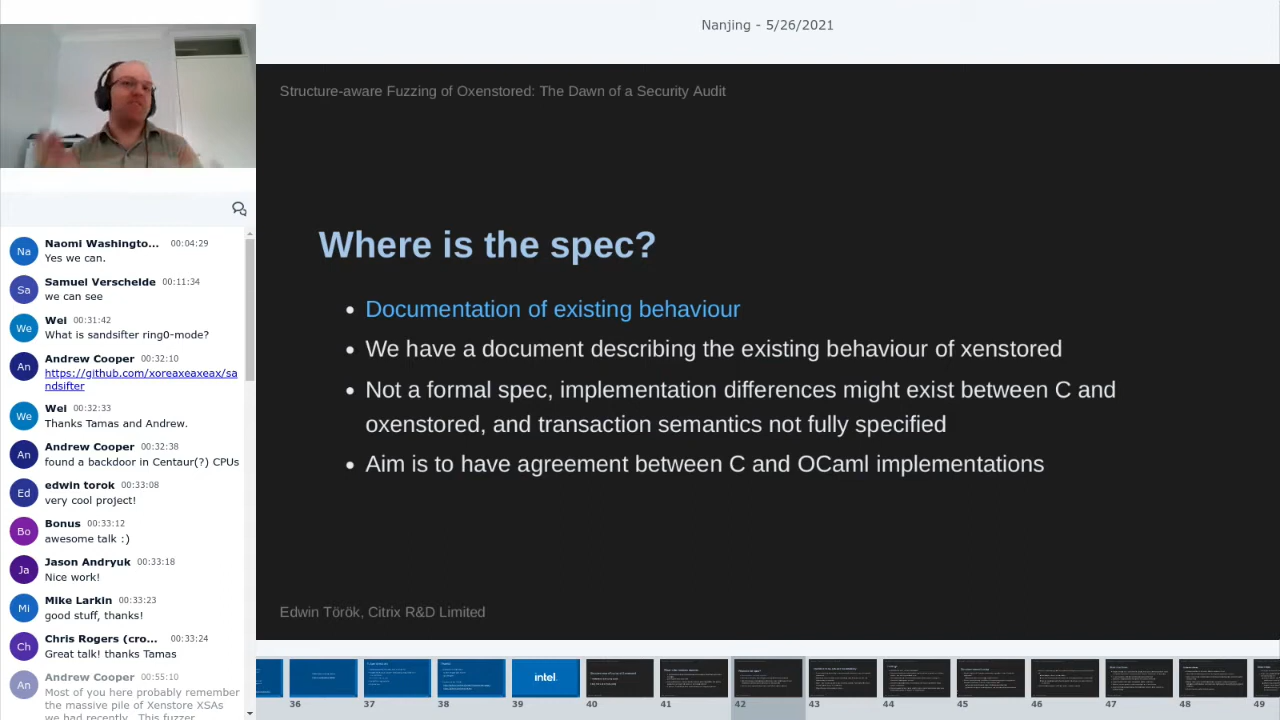 Nanjing - 5/26/2021
Structure-aware Fuzzing of Oxenstored: The Dawn of a Security Audit
Where is the spec?
Documentation of existing behaviour
We have a document describing the existing behaviour of xenstored
Not a formal spec, implementation differences might exist between C and
oxenstored, and transaction semantics not fully specified
Aim is to have agreement between C and OCaml implementations
Edwin Török, Citrix R&D Limited
Na
Naomi Washingto... 00:04:29
Yes we can.
Sa
Samuel Verschelde 00:11:34
we can see
We
Wei 00:31:42
What is sandsifter ring0-mode?
An
Andrew Cooper 00:32:10
https://github.com/xoreaxeaxeax/sa
ndsifter
We
Wei 00:32:33
Thanks Tamas and Andrew.
An
Andrew Cooper 00:32:38
found a backdoor in Centaur(?) CPUs
Ed
edwin torok 00:33:08
very cool project!
Bo
Bonus 00:33:12
awesome talk :)
Ja
Jason Andryuk 00:33:18
Nice work!
Mi
Mike Larkin 00:33:23
good stuff, thanks!
Ch
Chris Rogers (cro... 00:33:24
Great talk! thanks Tamas
An
Andrew Cooper 00:55:10
Most of you here probably remember
the massive pile of Xenstore XSAs
we had recently. This fuzzer
intel
36 37 38 39 40 41 42 43 44 45 46 47 48 49